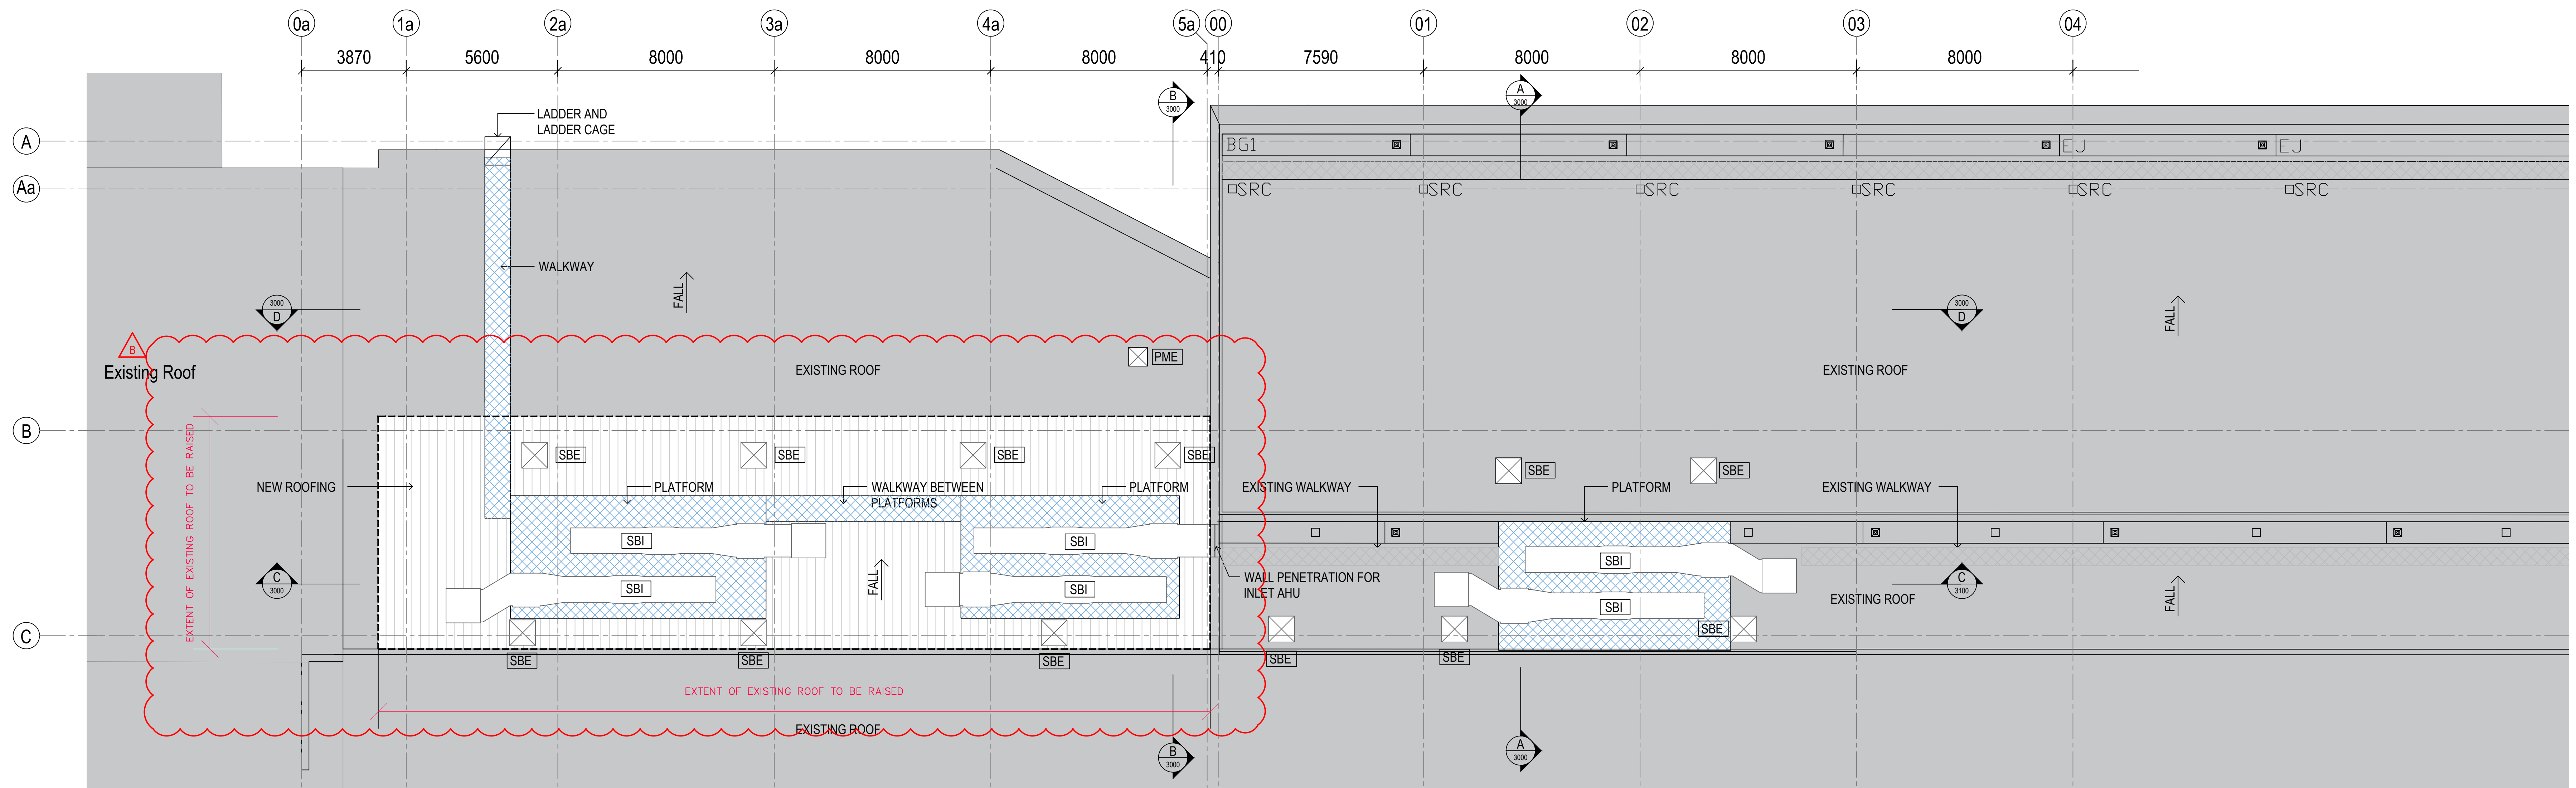 0a 1a 2a 3a 4a 5a 00 01 02 03 04
3870 5600 8000 8000 8000 410 7590 8000 8000 8000
B
3000
A
3000
LADDER AND
LADDER CAGE
A
BG1 EJ EJ
Aa
SRC SRC SRC SRC SRC SRC
WALKWAY
FALL
FALL
3000
D
3000
D
B
Existing Roof
PME
EXISTING ROOF
EXISTING ROOF
B
EXTENT OF EXISTING ROOF TO BE RAISED
SBE SBE SBE SBE SBE SBE
NEW ROOFING
PLATFORM
WALKWAY BETWEEN
PLATFORMS
PLATFORM
EXISTING WALKWAY
PLATFORM
EXISTING WALKWAY
SBI SBI SBI
C
3000
SBI
FALL
SBI
WALL PENETRATION FOR
INLET AHU
SBI
C
3100
EXISTING ROOF
FALL
C
SBE SBE SBE SBE SBE SBE
EXTENT OF EXISTING ROOF TO BE RAISED
EXISTING ROOF
B
3000
A
3000